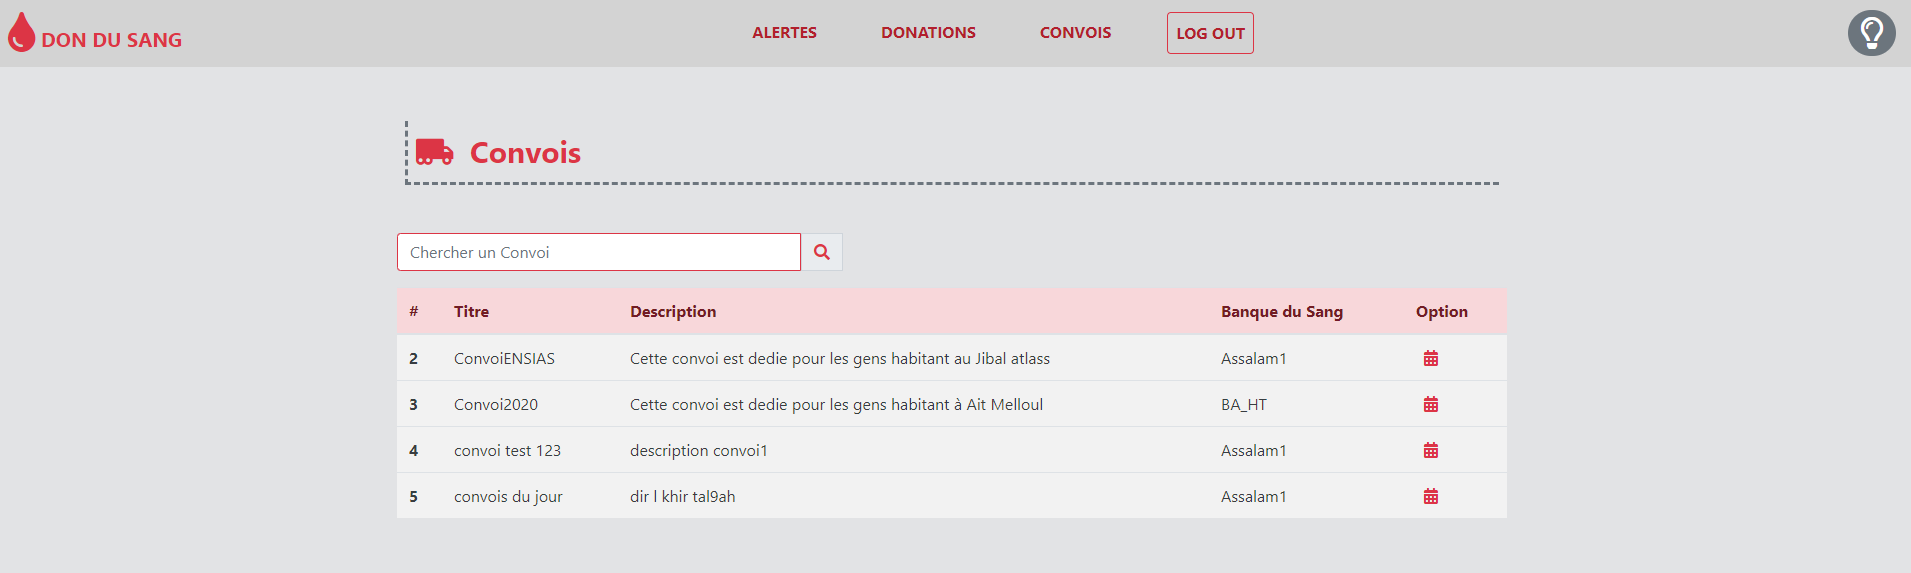 DON DU SANG ALERTES DONATIONS CONVOIS LOG OUT
Convois
Chercher un Convoi
# Titre Description Banque du Sang Option
2 ConvoiENSIAS Cette convoi est dedie pour les gens habitant au Jibal atlass Assalam1
3 Convoi2020 Cette convoi est dedie pour les gens habitant à Ait Melloul BA_HT
4 convoi test 123 description convoi1 Assalam1
5 convois du jour dir l khir tal9ah Assalam1